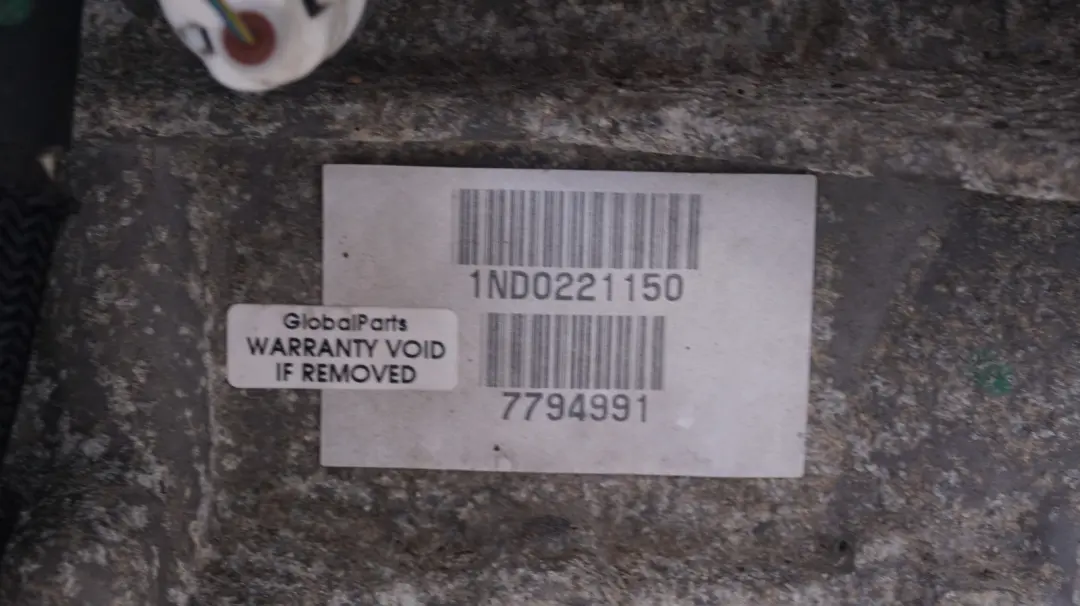 1ND0221150
GlobalParts
WARRANTY VOID
IF REMOVED
7794991